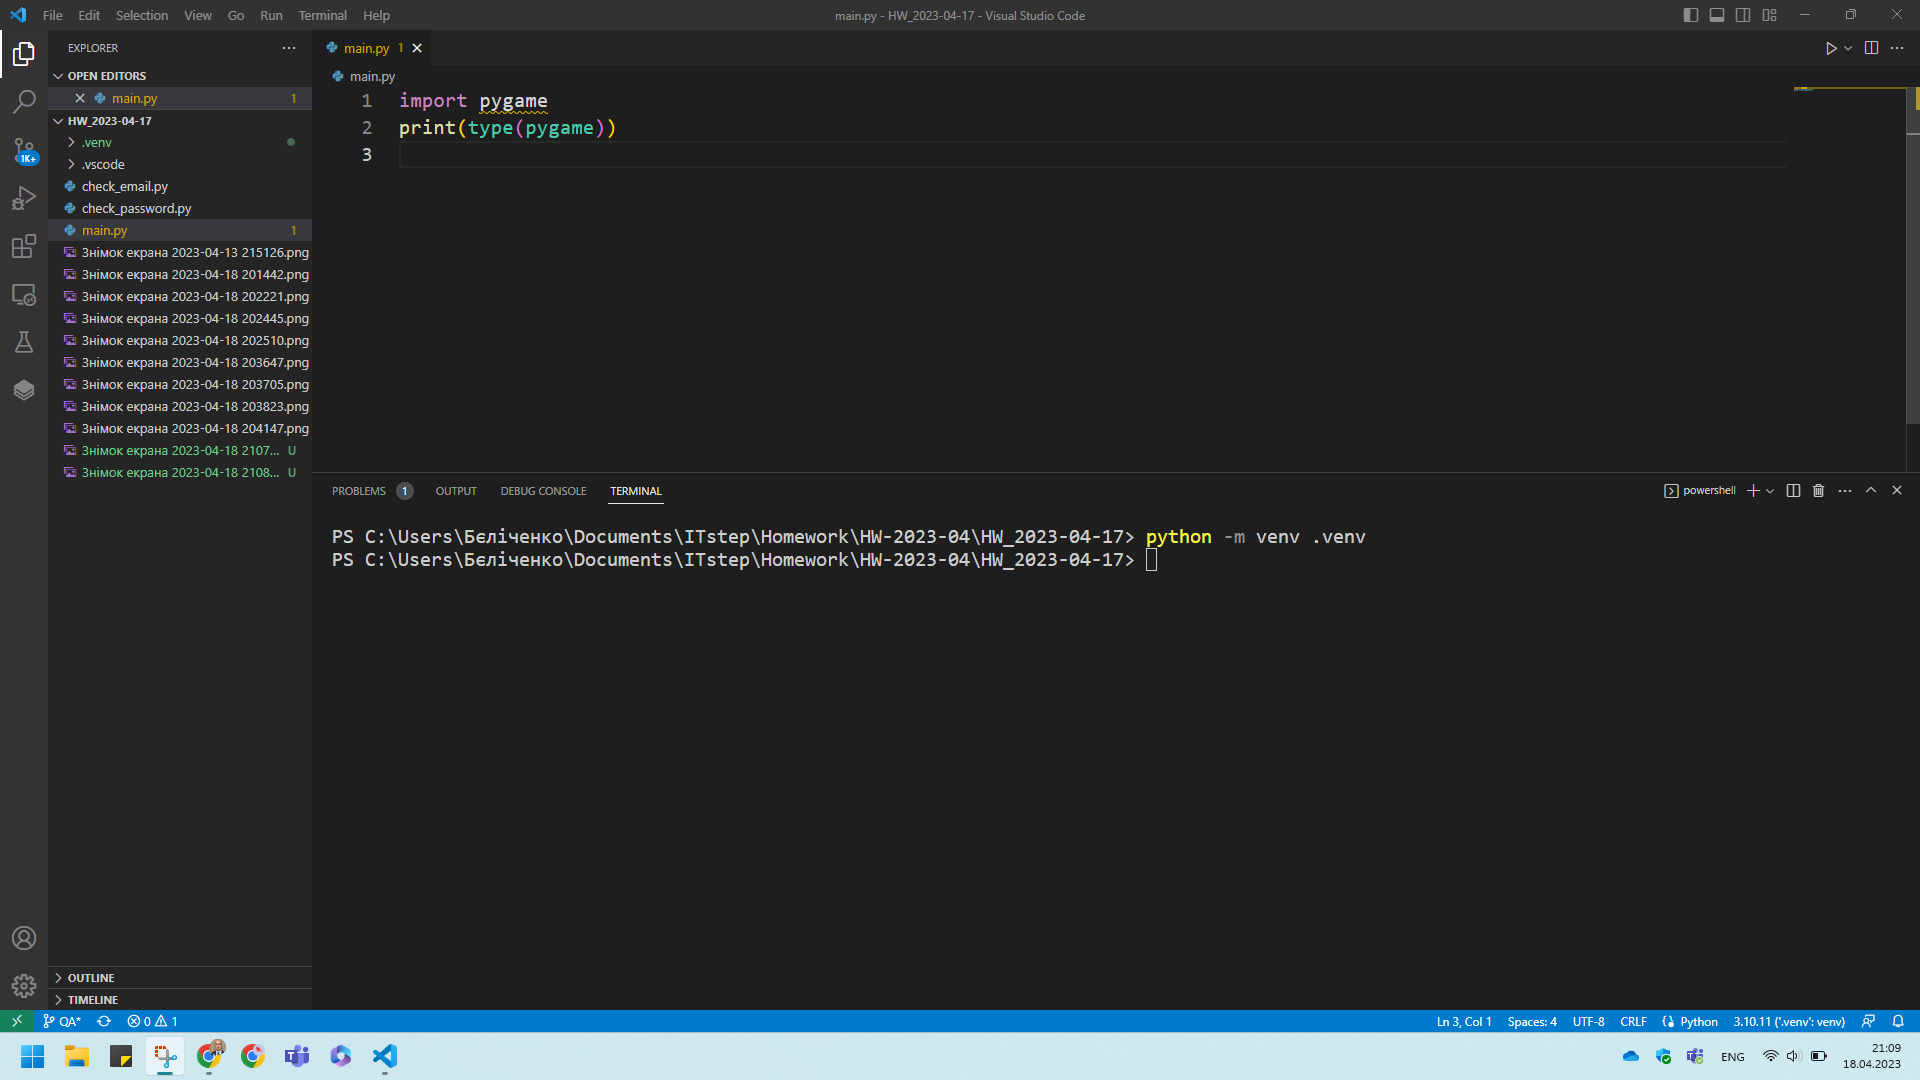 File Edit Selection View Go Run Terminal Help
main.py - HW_2023-04-17 - Visual Studio Code
EXPLORER
OPEN EDITORS
main.py 1
HW_2023-04-17
.venv
.vscode
check_email.py
check_password.py
main.py 1
Знімок екрана 2023-04-13 215126.png
Знімок екрана 2023-04-18 201442.png
Знімок екрана 2023-04-18 202221.png
Знімок екрана 2023-04-18 202445.png
Знімок екрана 2023-04-18 202510.png
Знімок екрана 2023-04-18 203647.png
Знімок екрана 2023-04-18 203705.png
Знімок екрана 2023-04-18 203823.png
Знімок екрана 2023-04-18 204147.png
Знімок екрана 2023-04-18 2107... U
Знімок екрана 2023-04-18 2108... U
OUTLINE
TIMELINE
1K+
main.py 1
main.py
1 import pygame
2 print(type(pygame))
3
PROBLEMS 1 OUTPUT DEBUG CONSOLE TERMINAL
powershell
PS C:\Users\Бєліченко\Documents\ITstep\Homework\HW-2023-04\HW_2023-04-17> python -m venv .venv
PS C:\Users\Бєліченко\Documents\ITstep\Homework\HW-2023-04\HW_2023-04-17>
QA* 0 1
Ln 3, Col 1 Spaces: 4 UTF-8 CRLF Python 3.10.11 ('.venv': venv)
ENG
21:09
18.04.2023